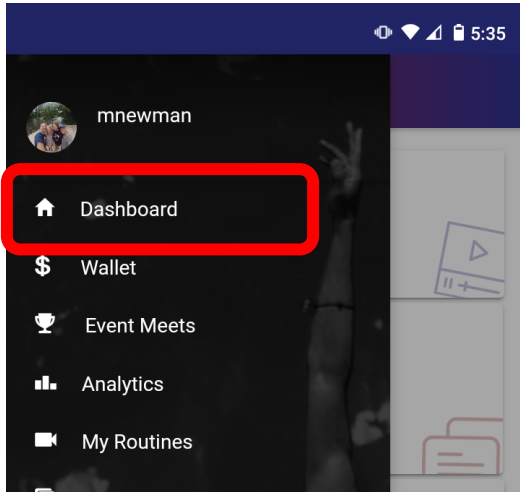 5:35
mnewman
Dashboard
$ Wallet
Event Meets
Analytics
My Routines